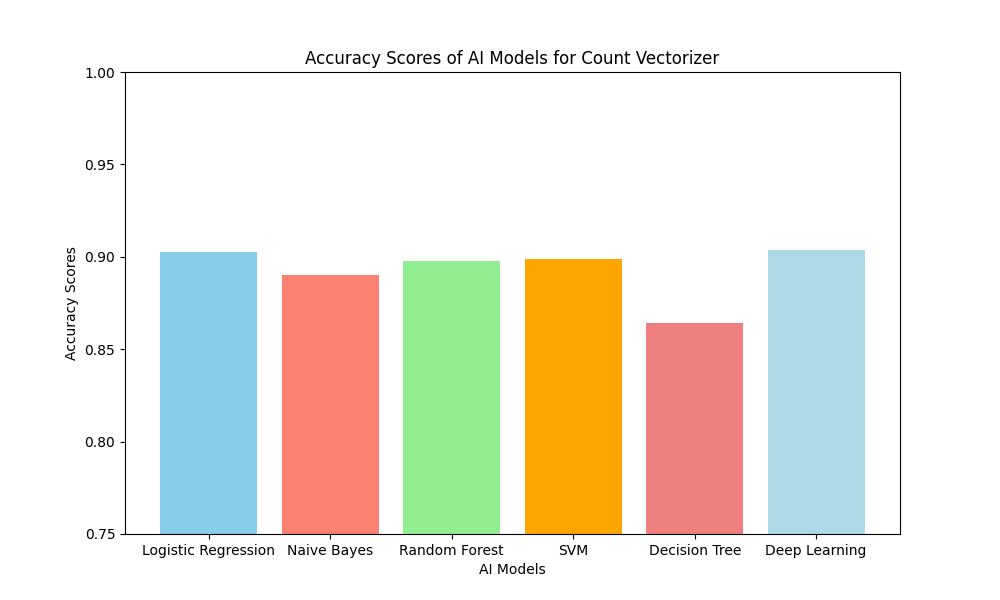 Accuracy Scores of AI Models for Count Vectorizer
1.00
0.95
0.90
0.85
0.80
0.75
Accuracy Scores
Logistic Regression
Naive Bayes
Random Forest
SVM
Decision Tree
Deep Learning
AI Models